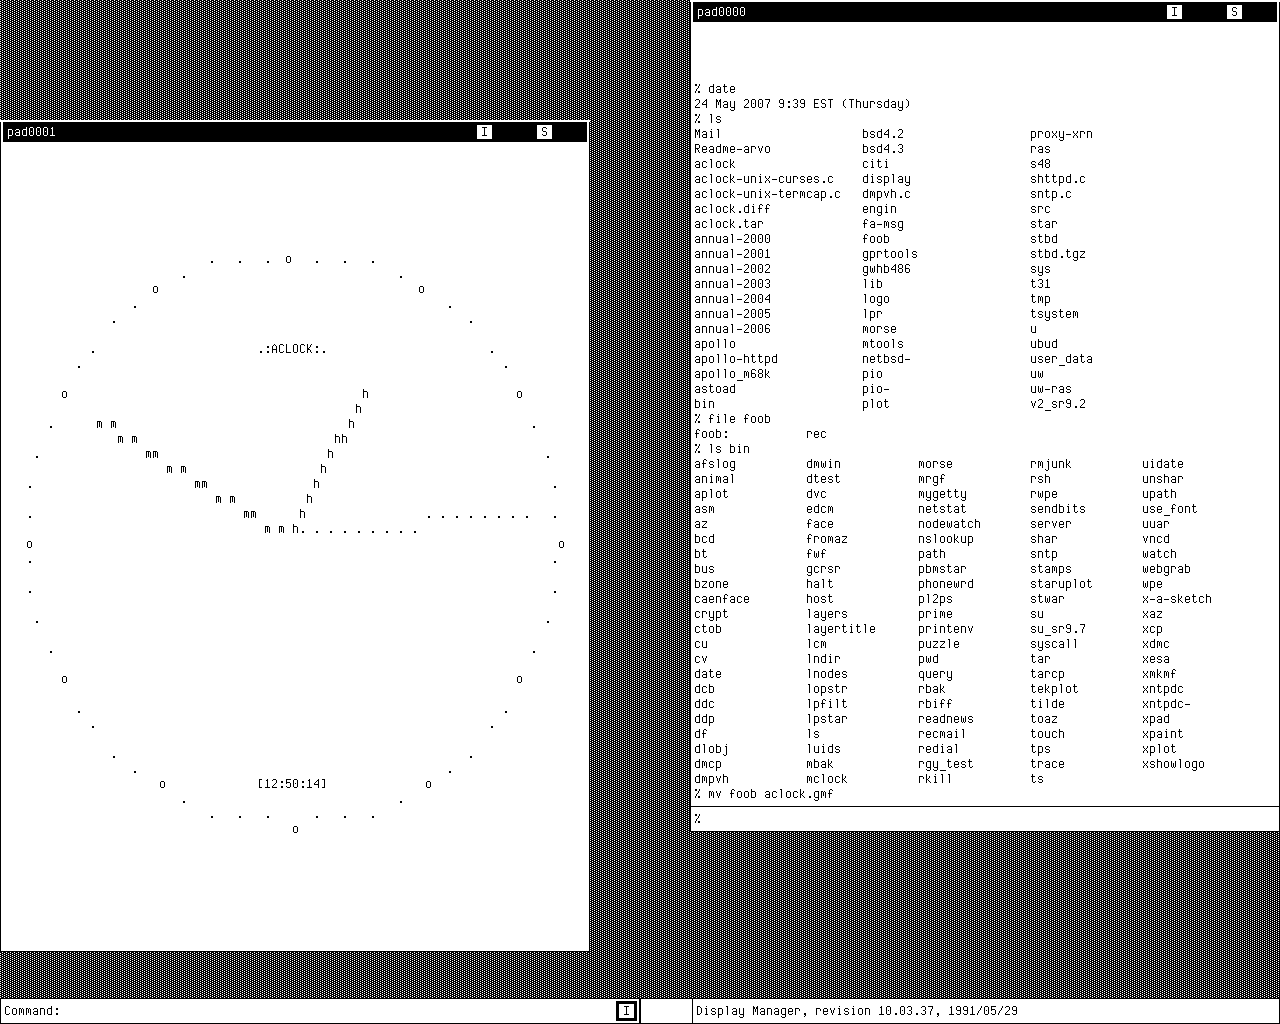 pad0000 I S
% date
24 May 2007 9:39 EST (Thursday)
% ls
Mail bsd4.2 proxy-xrn
Readme-arvo bsd4.3 ras
aclock citi s48
aclock-unix-curses.c display shttpd.c
aclock-unix-termcap.c dmpvh.c sntp.c
aclock.diff engin src
aclock.tar fa-msg star
annual-2000 foob stbd
annual-2001 gprtools stbd.tgz
annual-2002 gwhb486 sys
annual-2003 lib t31
annual-2004 logo tmp
annual-2005 lpr tsystem
annual-2006 morse u
apollo mtools ubud
apollo-httpd netbsd- user_data
apollo_m68k pio uw
astoad pio- uw-ras
bin plot v2_sr9.2
% file foob
foob: rec
% ls bin
afslog dmwin morse rmjunk uidate
animal dtest mrgf rsh unshar
aplot dvc mygetty rwpe upath
asm edcm netstat sendbits use_font
az face nodewatch server uuar
bcd fromaz nslookup shar vncd
bt fwf path sntp watch
bus gcrsr pbmstar stamps webgrab
bzone halt phonewrd staruplot wpe
caenface host pl2ps stwar x-a-sketch
crypt layers prime su xaz
ctob layertitle printenv su_sr9.7 xcp
cu lcm puzzle syscall xdmc
cv lndir pwd tar xesa
date lnodes query tarcp xmkmf
dcb lopstr rbak tekplot xntpdc
ddc lpfilt rbiff tilde xntpdc-
ddp lpstar readnews toaz xpad
df ls recmail touch xpaint
dlobj luids redial tps xplot
dmcp mbak rgy_test trace xshowlogo
dmpvh mclock rkill ts
% mv foob aclock.gmf
%
pad0001 I S
. . . o . . .
. .
o o
. .
. .
. .:ACLOCK:. .
. .
o h o
h
. m m h .
m m hh
. mm h .
m m h
. mm h .
m m h
. mm h . . . . . . . . .
m m h . . . . . . . . .
o o
. .
. .
. .
. .
o o
. .
. .
. .
. .
o [12:50:14] o
. .
. . . . . .
o
Command: I
Display Manager, revision 10.03.37, 1991/05/29